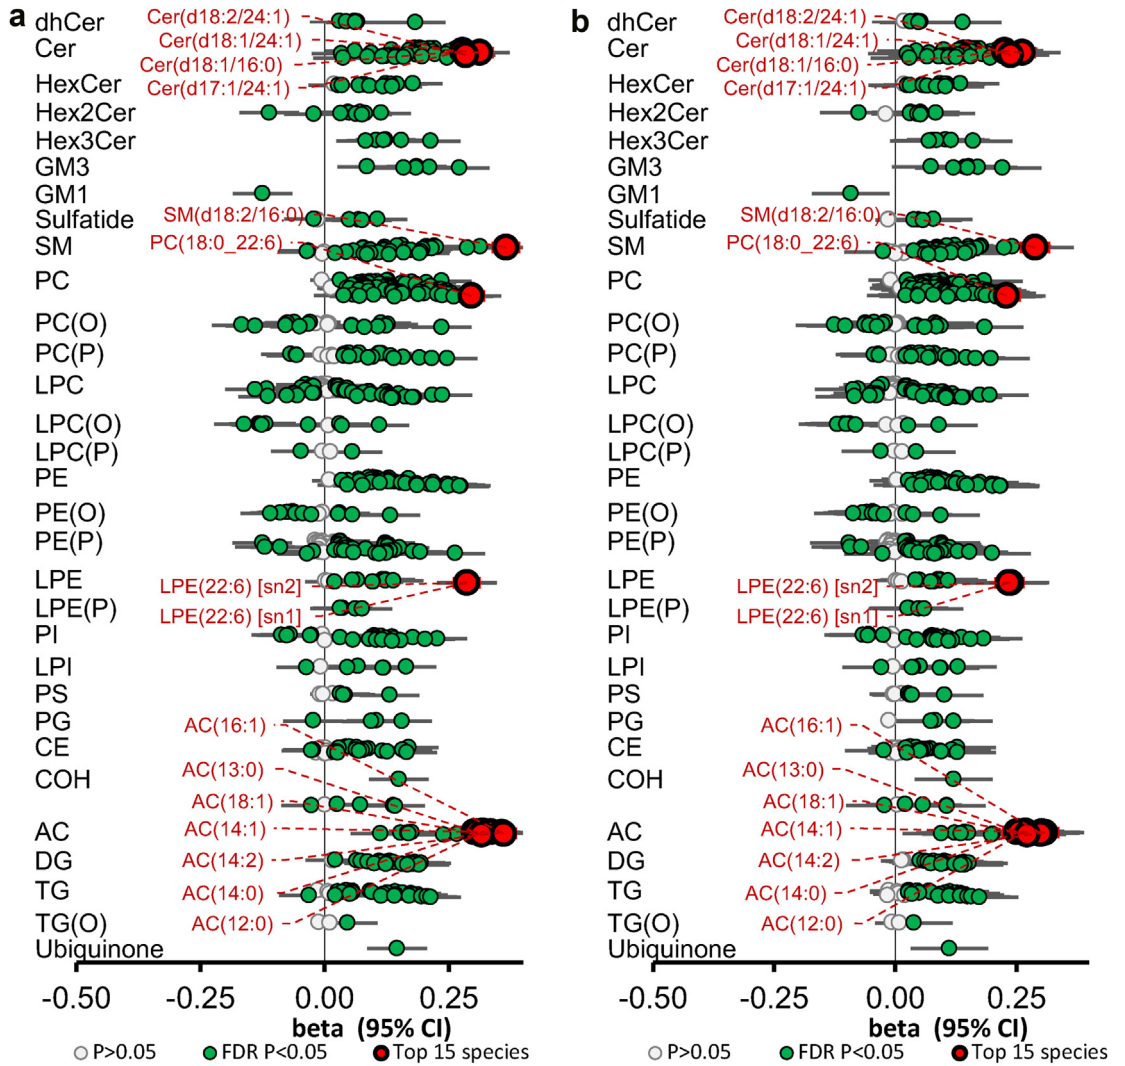 a
dhCer
Cer
HexCer
Hex2Cer
Hex3Cer
GM3
GM1
Sulfatide
SM
PC
PC(O)
PC(P)
LPC
LPC(O)
LPC(P)
PE
PE(O)
PE(P)
LPE
LPE(P)
PI
LPI
PS
PG
CE
COH
AC
DG
TG
TG(O)
Ubiquinone
Cer(d18:2/24:1)
Cer(d18:1/24:1)
Cer(d18:1/16:0)
Cer(d17:1/24:1)
SM(d18:2/16:0)
PC(18:0_22:6)
LPE(22:6) [sn2]
LPE(22:6) [sn1]
AC(16:1)
AC(13:0)
AC(18:1)
AC(14:1)
AC(14:2)
AC(14:0)
AC(12:0)
-0.50 -0.25 0.00 0.25
beta (95% CI)
P>0.05 FDR P<0.05 Top 15 species
b
dhCer
Cer
HexCer
Hex2Cer
Hex3Cer
GM3
GM1
Sulfatide
SM
PC
PC(O)
PC(P)
LPC
LPC(O)
LPC(P)
PE
PE(O)
PE(P)
LPE
LPE(P)
PI
LPI
PS
PG
CE
COH
AC
DG
TG
TG(O)
Ubiquinone
Cer(d18:2/24:1)
Cer(d18:1/24:1)
Cer(d18:1/16:0)
Cer(d17:1/24:1)
SM(d18:2/16:0)
PC(18:0_22:6)
LPE(22:6) [sn2]
LPE(22:6) [sn1]
AC(16:1)
AC(13:0)
AC(18:1)
AC(14:1)
AC(14:2)
AC(14:0)
AC(12:0)
-0.50 -0.25 0.00 0.25
beta (95% CI)
P>0.05 FDR P<0.05 Top 15 species